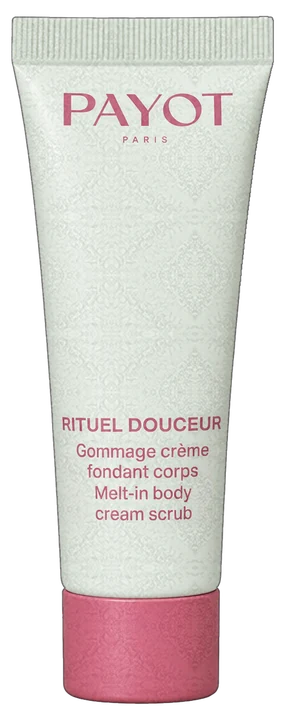 PAYOT
PARIS
RITUEL DOUCEUR
Gommage crème
fondant corps
Melt-in body
cream scrub